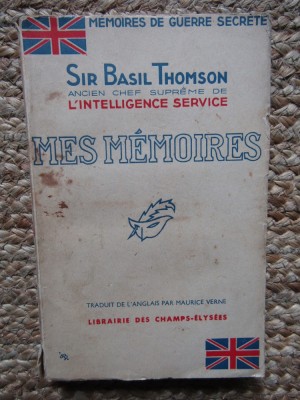 MÉMOIRES DE GUERRE SECRÈTE
SIR BASIL THOMSON
ANCIEN CHEF SUPRÊME DE
L'INTELLIGENCE SERVICE
MES MÉMOIRES
TRADUIT DE L'ANGLAIS PAR MAURICE VERNE
LIBRAIRIE DES CHAMPS-ÉLYSÉES